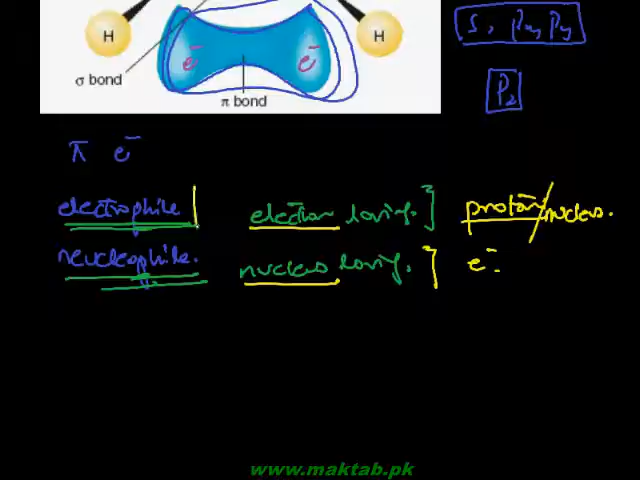 s, px, py
H
H
e⁻ e⁻
σ bond
π bond
Pz
π e⁻
electrophile electron loving. proton/nucleus.
neucleophile. nucleus loving. e⁻
www.maktab.pk